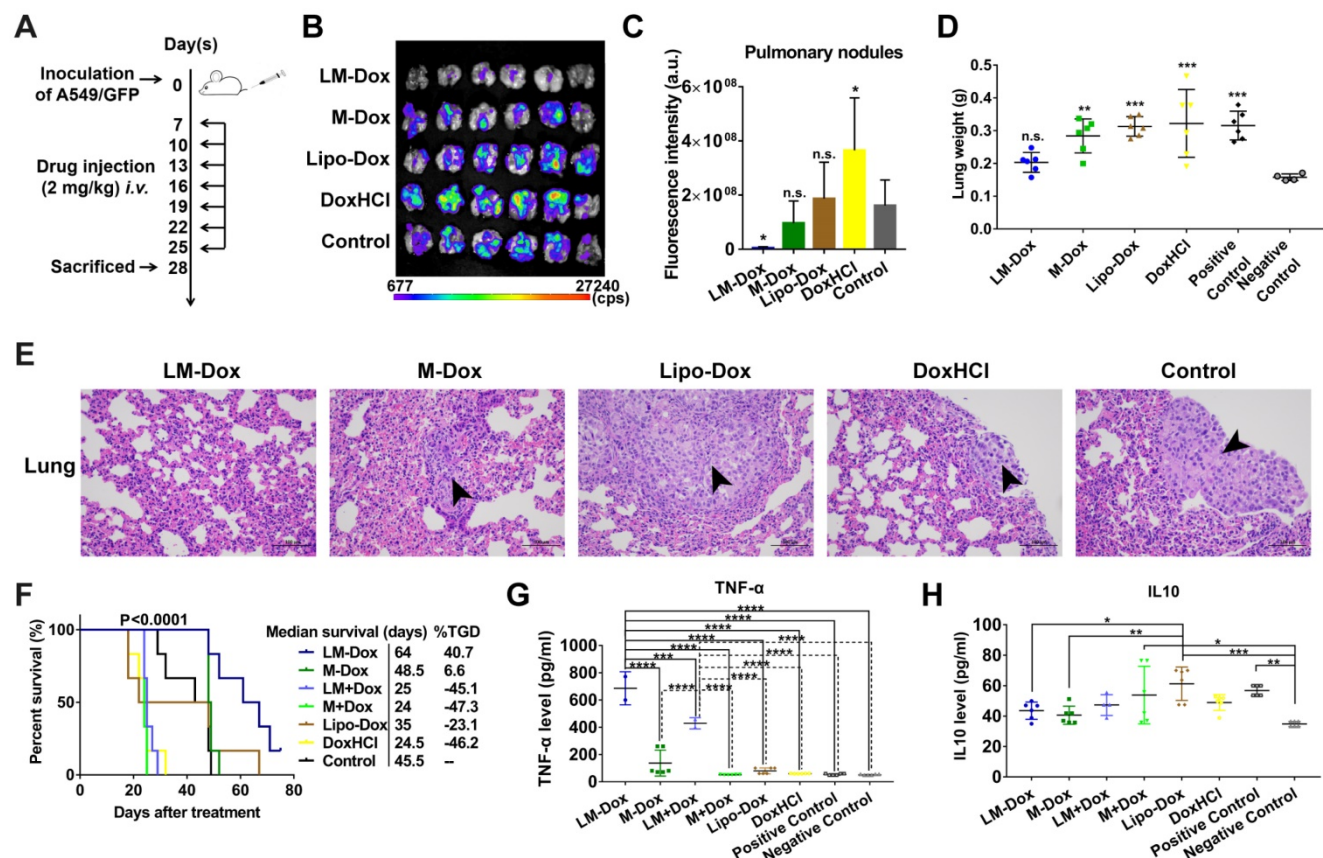 A
Day(s)
Inoculation
of A549/GFP
0
7
10
Drug injection
(2 mg/kg) i.v.
13
16
19
22
25
Sacrificed
28
B
LM-Dox
M-Dox
Lipo-Dox
DoxHCl
Control
677
27240
(cps)
C
Pulmonary nodules
Fluorescence intensity (a.u.)
6×10^08
4×10^08
2×10^08
0
*
n.s.
n.s.
*
LM-Dox
M-Dox
Lipo-Dox
DoxHCl
Control
D
Lung weight (g)
0.5
0.4
0.3
0.2
0.1
0.0
n.s.
**
***
***
***
LM-Dox
M-Dox
Lipo-Dox
DoxHCl
Positive
Control
Negative
Control
E
LM-Dox M-Dox Lipo-Dox DoxHCl Control
Lung
F
P<0.0001
Percent survival (%)
100
50
0
0 20 40 60 80
Days after treatment
Median survival (days) %TGD
LM-Dox 64 40.7
M-Dox 48.5 6.6
LM+Dox 25 -45.1
M+Dox 24 -47.3
Lipo-Dox 35 -23.1
DoxHCl 24.5 -46.2
Control 45.5 --
G
TNF-α
TNF-α level (pg/ml)
1000
800
600
400
200
0
****
****
****
**** ****
*** ****
**** ****
**** ****
LM-Dox
M-Dox
LM+Dox
M+Dox
Lipo-Dox
DoxHCl
Positive Control
Negative Control
H
IL10
IL10 level (pg/ml)
100
80
60
40
20
0
*
**
*
***
**
LM-Dox
M-Dox
LM+Dox
M+Dox
Lipo-Dox
DoxHCl
Positive Control
Negative Control